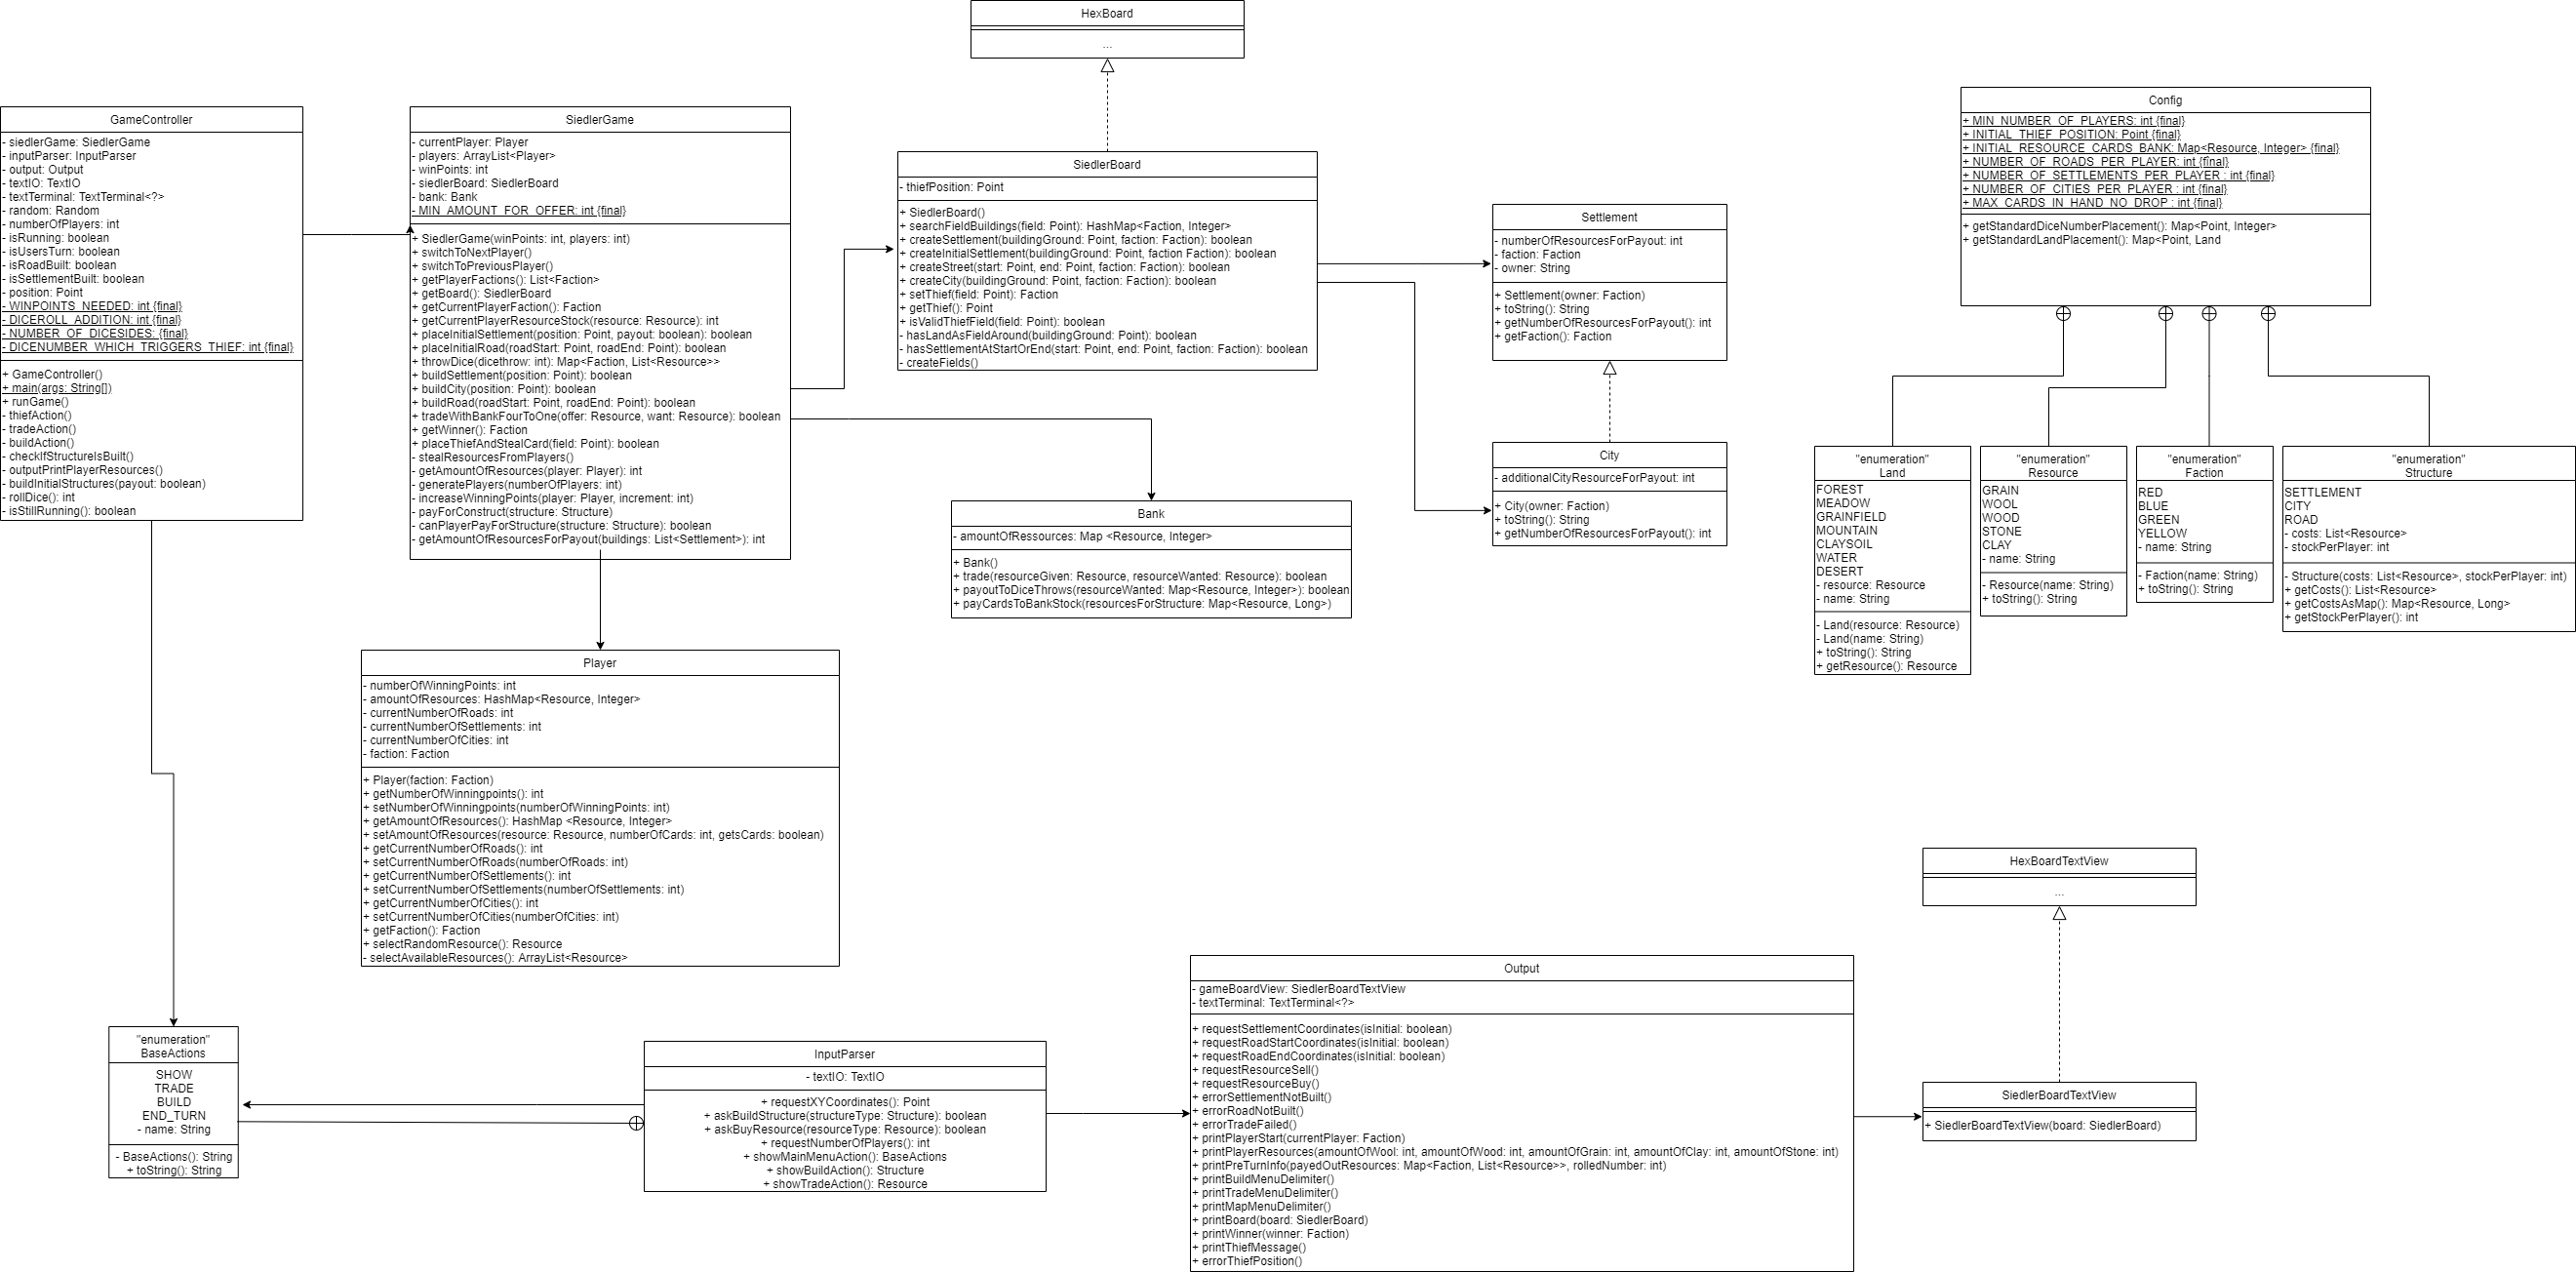 HexBoard
...
GameController
- siedlerGame: SiedlerGame
- inputParser: InputParser
- output: Output
- textIO: TextIO
- textTerminal: TextTerminal<?>
- random: Random
- numberOfPlayers: int
- isRunning: boolean
- isUsersTurn: boolean
- isRoadBuilt: boolean
- isSettlementBuilt: boolean
- position: Point
- WINPOINTS_NEEDED: int {final}
- DICEROLL_ADDITION: int {final}
- NUMBER_OF_DICESIDES: {final}
- DICENUMBER_WHICH_TRIGGERS_THIEF: int {final}
+ GameController()
+ main(args: String[])
+ runGame()
- thiefAction()
- tradeAction()
- buildAction()
- checkIfStructureIsBuilt()
- outputPrintPlayerResources()
- buildInitialStructures(payout: boolean)
- rollDice(): int
- isStillRunning(): boolean
SiedlerGame
- currentPlayer: Player
- players: ArrayList<Player>
- winPoints: int
- siedlerBoard: SiedlerBoard
- bank: Bank
- MIN_AMOUNT_FOR_OFFER: int {final}
+ SiedlerGame(winPoints: int, players: int)
+ switchToNextPlayer()
+ switchToPreviousPlayer()
+ getPlayerFactions(): List<Faction>
+ getBoard(): SiedlerBoard
+ getCurrentPlayerFaction(): Faction
+ getCurrentPlayerResourceStock(resource: Resource): int
+ placeInitialSettlement(position: Point, payout: boolean): boolean
+ placeInitialRoad(roadStart: Point, roadEnd: Point): boolean
+ throwDice(dicethrow: int): Map<Faction, List<Resource>>
+ buildSettlement(position: Point): boolean
+ buildCity(position: Point): boolean
+ buildRoad(roadStart: Point, roadEnd: Point): boolean
+ tradeWithBankFourToOne(offer: Resource, want: Resource): boolean
+ getWinner(): Faction
+ placeThiefAndStealCard(field: Point): boolean
- stealResourcesFromPlayers()
- getAmountOfResources(player: Player): int
- generatePlayers(numberOfPlayers: int)
- increaseWinningPoints(player: Player, increment: int)
- payForConstruct(structure: Structure)
- canPlayerPayForStructure(structure: Structure): boolean
- getAmountOfResourcesForPayout(buildings: List<Settlement>): int
SiedlerBoard
- thiefPosition: Point
+ SiedlerBoard()
+ searchFieldBuildings(field: Point): HashMap<Faction, Integer>
+ createSettlement(buildingGround: Point, faction: Faction): boolean
+ createInitialSettlement(buildingGround: Point, faction Faction): boolean
+ createStreet(start: Point, end: Point, faction: Faction): boolean
+ createCity(buildingGround: Point, faction: Faction): boolean
+ setThief(field: Point): Faction
+ getThief(): Point
+ isValidThiefField(field: Point): boolean
- hasLandAsFieldAround(buildingGround: Point): boolean
- hasSettlementAtStartOrEnd(start: Point, end: Point, faction: Faction): boolean
- createFields()
Settlement
- numberOfResourcesForPayout: int
- faction: Faction
- owner: String
+ Settlement(owner: Faction)
+ toString(): String
+ getNumberOfResourcesForPayout(): int
+ getFaction(): Faction
City
- additionalCityResourceForPayout: int
+ City(owner: Faction)
+ toString(): String
+ getNumberOfResourcesForPayout(): int
Bank
- amountOfRessources: Map <Resource, Integer>
+ Bank()
+ trade(resourceGiven: Resource, resourceWanted: Resource): boolean
+ payoutToDiceThrows(resourceWanted: Map<Resource, Integer>): boolean
+ payCardsToBankStock(resourcesForStructure: Map<Resource, Long>)
Config
+ MIN_NUMBER_OF_PLAYERS: int {final}
+ INITIAL_THIEF_POSITION: Point {final}
+ INITIAL_RESOURCE_CARDS_BANK: Map<Resource, Integer> {final}
+ NUMBER_OF_ROADS_PER_PLAYER: int {final}
+ NUMBER_OF_SETTLEMENTS_PER_PLAYER : int {final}
+ NUMBER_OF_CITIES_PER_PLAYER : int {final}
+ MAX_CARDS_IN_HAND_NO_DROP : int {final}
+ getStandardDiceNumberPlacement(): Map<Point, Integer>
+ getStandardLandPlacement(): Map<Point, Land
"enumeration"
Land
FOREST
MEADOW
GRAINFIELD
MOUNTAIN
CLAYSOIL
WATER
DESERT
- resource: Resource
- name: String
- Land(resource: Resource)
- Land(name: String)
+ toString(): String
+ getResource(): Resource
"enumeration"
Resource
GRAIN
WOOL
WOOD
STONE
CLAY
- name: String
- Resource(name: String)
+ toString(): String
"enumeration"
Faction
RED
BLUE
GREEN
YELLOW
- name: String
- Faction(name: String)
+ toString(): String
"enumeration"
Structure
SETTLEMENT
CITY
ROAD
- costs: List<Resource>
- stockPerPlayer: int
- Structure(costs: List<Resource>, stockPerPlayer: int)
+ getCosts(): List<Resource>
+ getCostsAsMap(): Map<Resource, Long>
+ getStockPerPlayer(): int
Player
- numberOfWinningPoints: int
- amountOfResources: HashMap<Resource, Integer>
- currentNumberOfRoads: int
- currentNumberOfSettlements: int
- currentNumberOfCities: int
- faction: Faction
+ Player(faction: Faction)
+ getNumberOfWinningpoints(): int
+ setNumberOfWinningpoints(numberOfWinningPoints: int)
+ getAmountOfResources(): HashMap <Resource, Integer>
+ setAmountOfResources(resource: Resource, numberOfCards: int, getsCards: boolean)
+ getCurrentNumberOfRoads(): int
+ setCurrentNumberOfRoads(numberOfRoads: int)
+ getCurrentNumberOfSettlements(): int
+ setCurrentNumberOfSettlements(numberOfSettlements: int)
+ getCurrentNumberOfCities(): int
+ setCurrentNumberOfCities(numberOfCities: int)
+ getFaction(): Faction
+ selectRandomResource(): Resource
- selectAvailableResources(): ArrayList<Resource>
"enumeration"
BaseActions
SHOW
TRADE
BUILD
END_TURN
- name: String
- BaseActions(): String
+ toString(): String
InputParser
- textIO: TextIO
+ requestXYCoordinates(): Point
+ askBuildStructure(structureType: Structure): boolean
+ askBuyResource(resourceType: Resource): boolean
+ requestNumberOfPlayers(): int
+ showMainMenuAction(): BaseActions
+ showBuildAction(): Structure
+ showTradeAction(): Resource
Output
- gameBoardView: SiedlerBoardTextView
- textTerminal: TextTerminal<?>
+ requestSettlementCoordinates(isInitial: boolean)
+ requestRoadStartCoordinates(isInitial: boolean)
+ requestRoadEndCoordinates(isInitial: boolean)
+ requestResourceSell()
+ requestResourceBuy()
+ errorSettlementNotBuilt()
+ errorRoadNotBuilt()
+ errorTradeFailed()
+ printPlayerStart(currentPlayer: Faction)
+ printPlayerResources(amountOfWool: int, amountOfWood: int, amountOfGrain: int, amountOfClay: int, amountOfStone: int)
+ printPreTurnInfo(payedOutResources: Map<Faction, List<Resource>>, rolledNumber: int)
+ printBuildMenuDelimiter()
+ printTradeMenuDelimiter()
+ printMapMenuDelimiter()
+ printBoard(board: SiedlerBoard)
+ printWinner(winner: Faction)
+ printThiefMessage()
+ errorThiefPosition()
HexBoardTextView
...
SiedlerBoardTextView
+ SiedlerBoardTextView(board: SiedlerBoard)